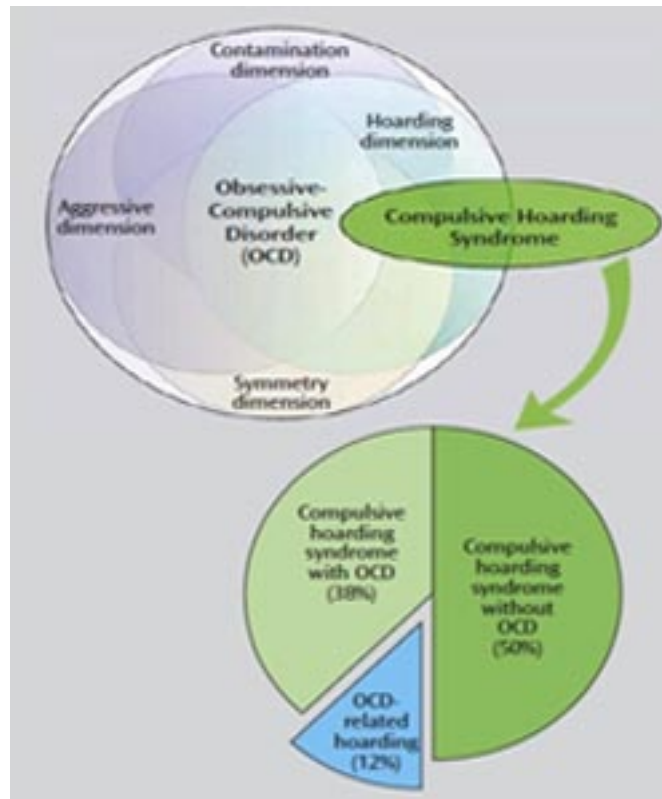 Contamination
dimension
Hoarding
dimension
Obsessive-
Compulsive
Disorder
(OCD)
Aggressive
dimension
Compulsive Hoarding
Syndrome
Symmetry
dimension
Compulsive
hoarding
syndrome
with OCD
(38%)
Compulsive
hoarding
syndrome
without
OCD
(50%)
OCD-
related
hoarding
(12%)